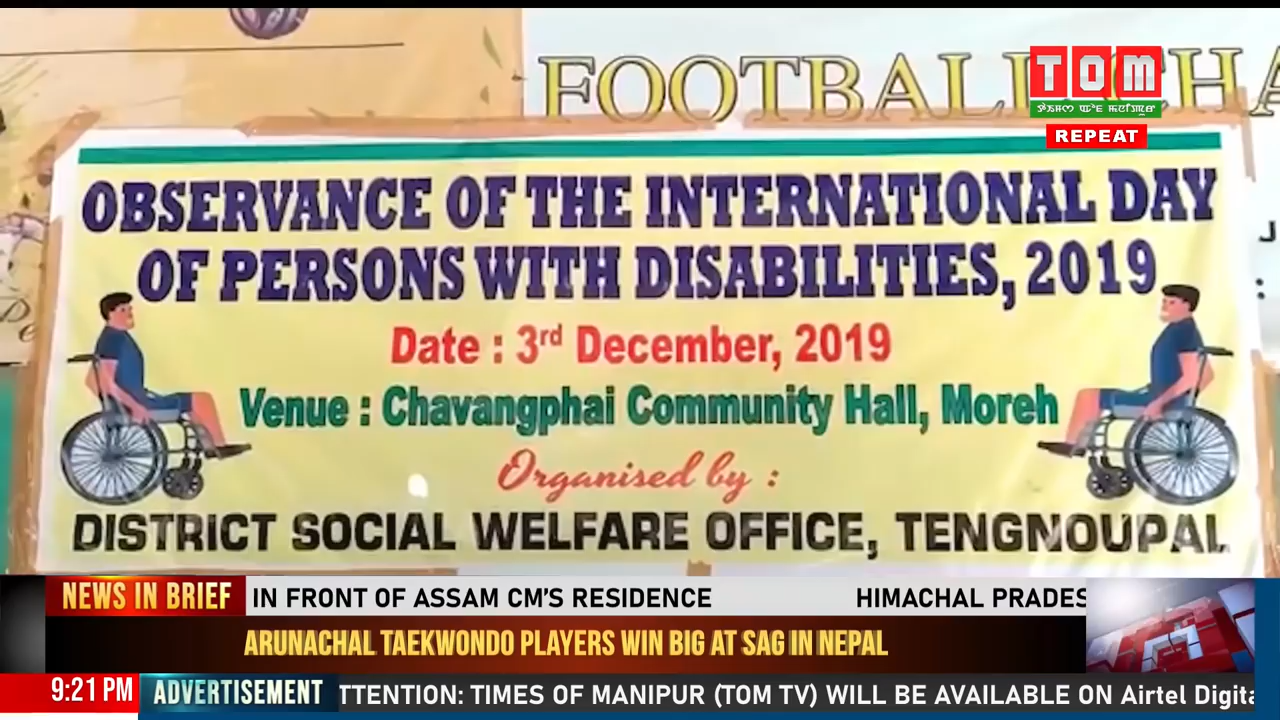 FOOTBALL CHA
TOM
REPEAT
OBSERVANCE OF THE INTERNATIONAL DAY
OF PERSONS WITH DISABILITIES, 2019
Date : 3rd December, 2019
Venue : Chavangphai Community Hall, Moreh
Organised by :
DISTRICT SOCIAL WELFARE OFFICE, TENGNOUPAL
NEWS IN BRIEF IN FRONT OF ASSAM CM'S RESIDENCE HIMACHAL PRADES
ARUNACHAL TAEKWONDO PLAYERS WIN BIG AT SAG IN NEPAL
9:21 PM ADVERTISEMENT TTENTION: TIMES OF MANIPUR (TOM TV) WILL BE AVAILABLE ON Airtel Digita